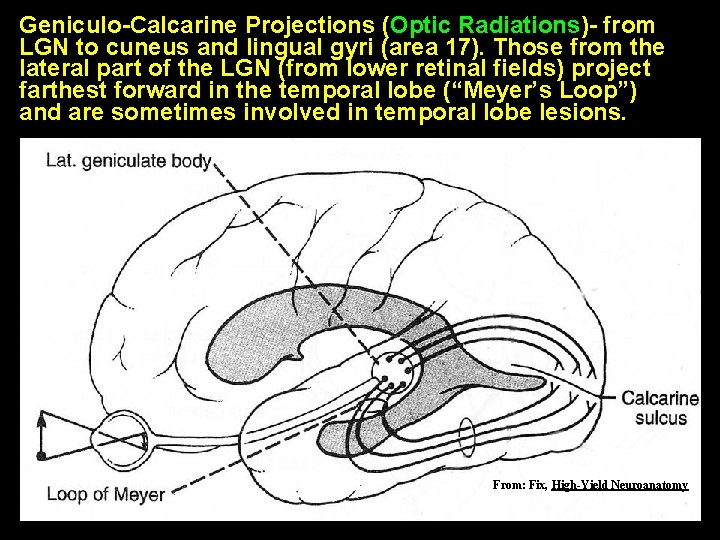 Geniculo-Calcarine Projections (Optic Radiations)- from
LGN to cuneus and lingual gyri (area 17). Those from the
lateral part of the LGN (from lower retinal fields) project
farthest forward in the temporal lobe (“Meyer’s Loop”)
and are sometimes involved in temporal lobe lesions.
Lat. geniculate body
Calcarine
sulcus
Loop of Meyer
From: Fix, High-Yield Neuroanatomy